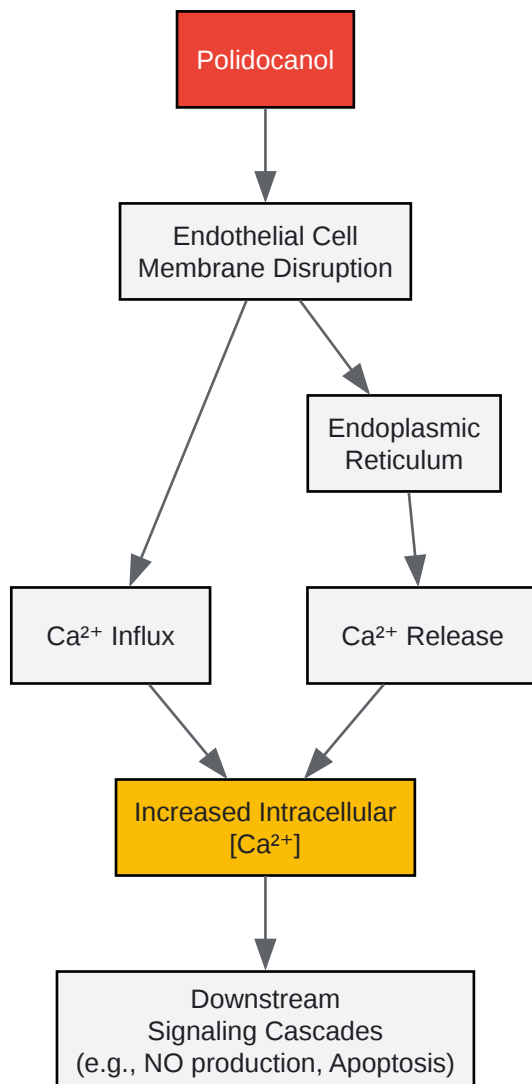 Polidocanol
Endothelial Cell
Membrane Disruption
Endoplasmic
Reticulum
Ca²⁺ Influx
Ca²⁺ Release
Increased Intracellular
[Ca²⁺]
Downstream
Signaling Cascades
(e.g., NO production, Apoptosis)